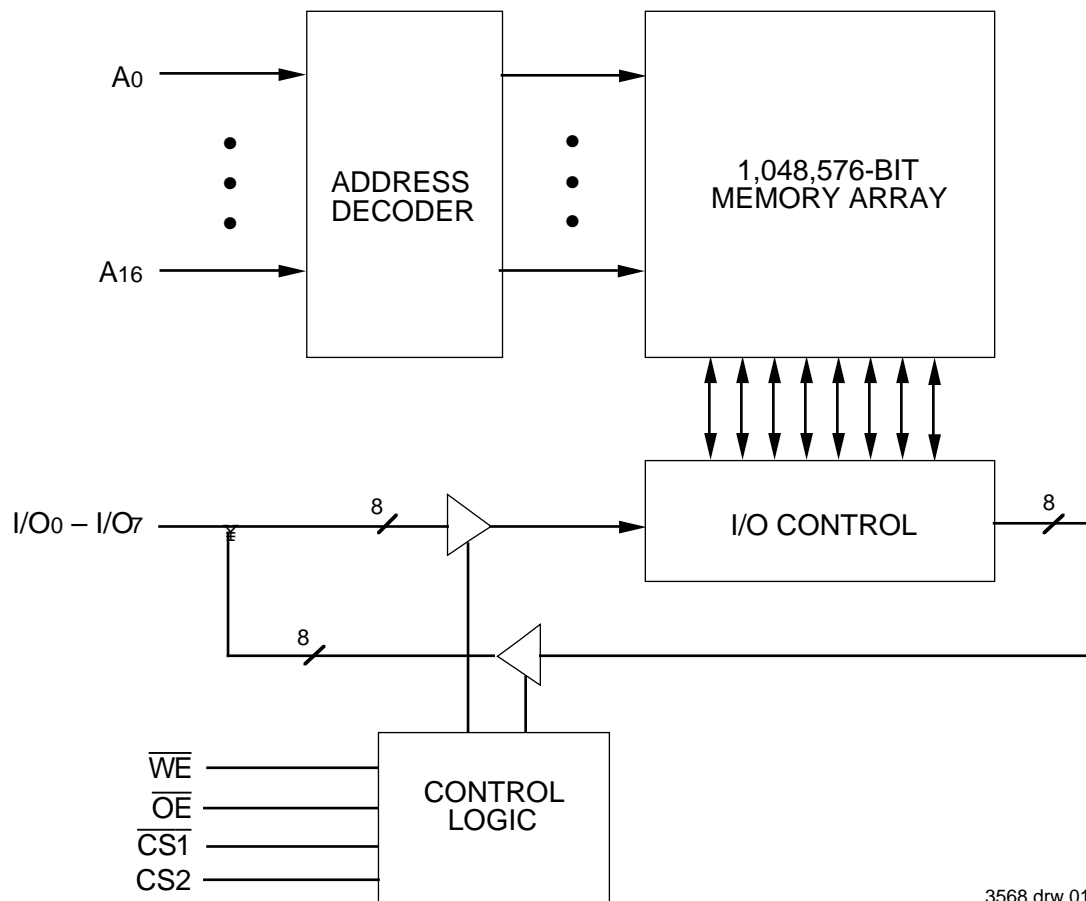 A0
A16
ADDRESS
DECODER
1,048,576-BIT
MEMORY ARRAY
I/O0 – I/O7
8
I/O CONTROL
8
8
WE
OE
CS1
CS2
CONTROL
LOGIC
3568 drw 01